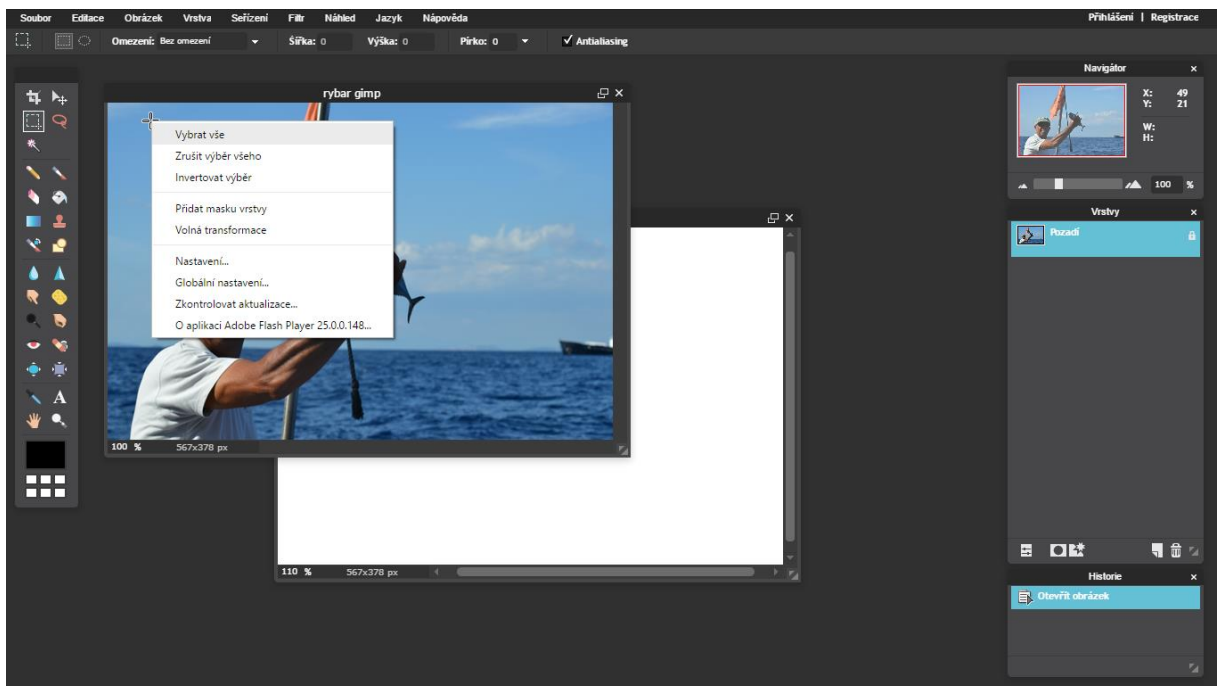 Soubor Editace Obrázek Vrstva Seřízení Filtr Náhled Jazyk Nápověda Přihlášení | Registrace
Omezení: Bez omezení Šířka: 0 Výška: 0 Pírko: 0 Antialiasing
Navigátor
rybar gimp
X: 49
Y: 21
W:
H:
100 %
Vybrat vše
Zrušit výběr všeho
Invertovat výběr
Přidat masku vrstvy
Volná transformace
Nastavení...
Globální nastavení...
Zkontrolovat aktualizace...
O aplikaci Adobe Flash Player 25.0.0.148...
Vrstvy
Pozadí
A
100 % 567x378 px
110 % 567x378 px
Historie
Otevřít obrázek